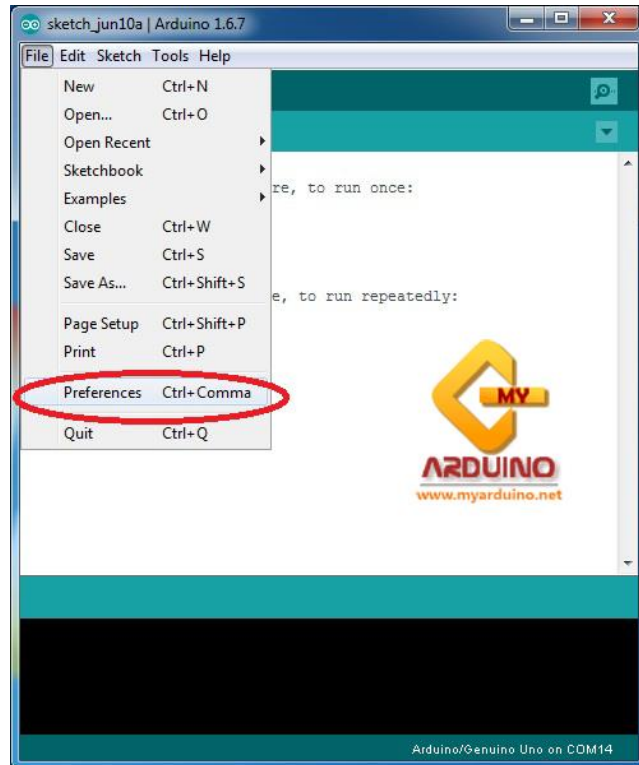 sketch_jun10a | Arduino 1.6.7
File Edit Sketch Tools Help
New Ctrl+N
Open... Ctrl+O
Open Recent
Sketchbook
Examples
Close Ctrl+W
Save Ctrl+S
Save As... Ctrl+Shift+S
Page Setup Ctrl+Shift+P
Print Ctrl+P
Preferences Ctrl+Comma
Quit Ctrl+Q
re, to run once:
e, to run repeatedly:
MY
ARDUINO
www.myarduino.net
Arduino/Genuino Uno on COM14